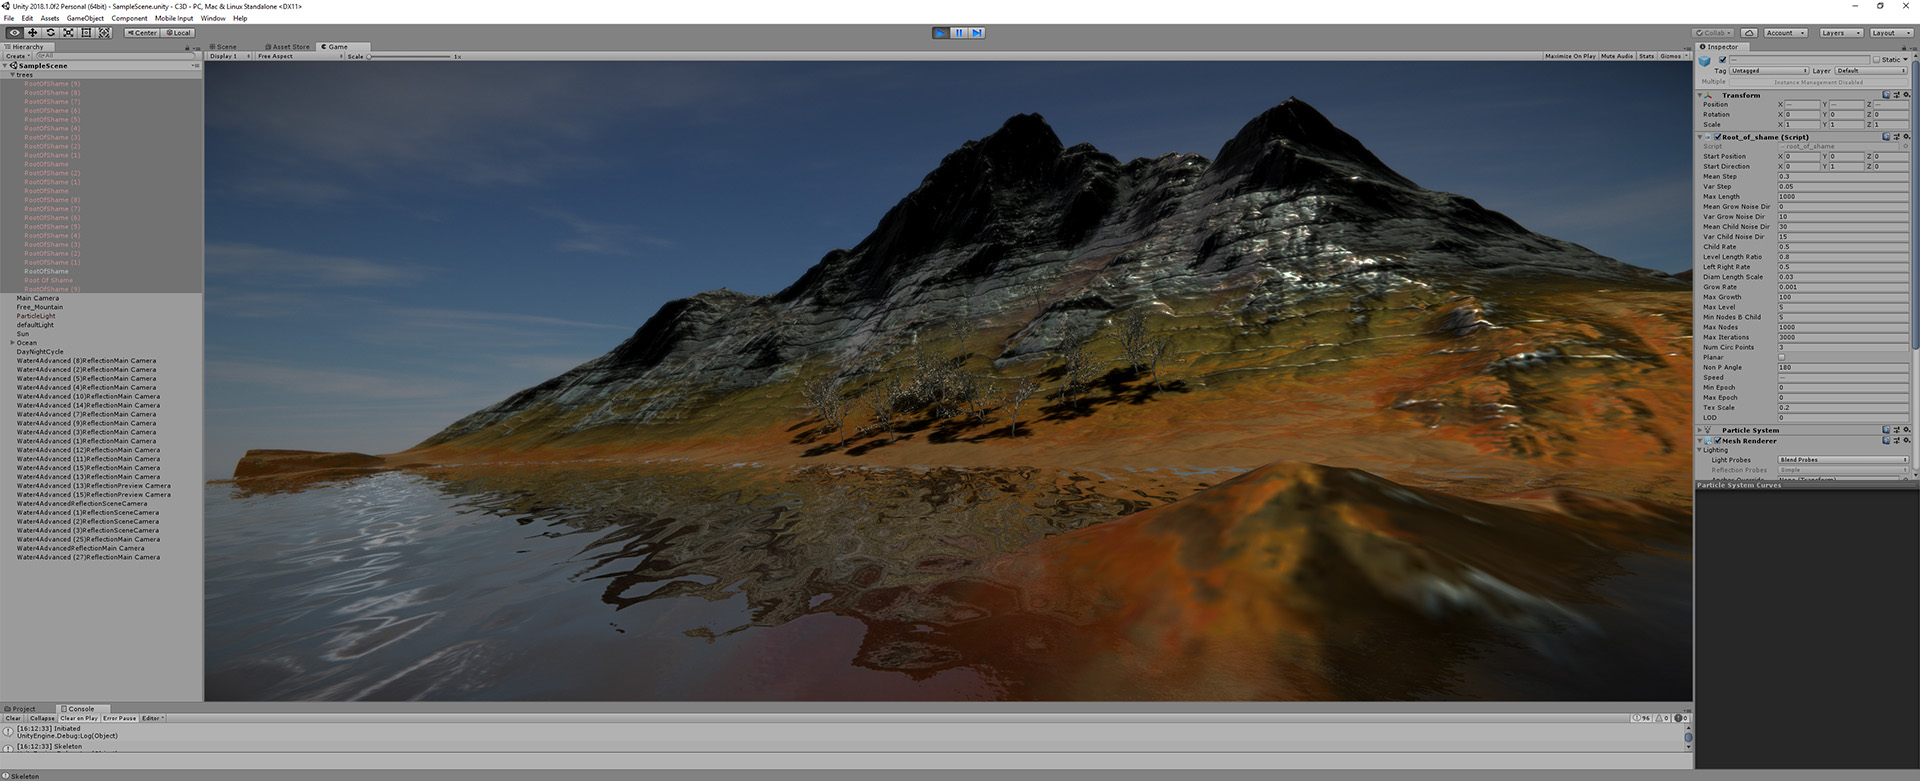 Unity 2018.1.0f2 Personal (64bit) - SampleScene.unity - C3D - PC, Mac & Linux Standalone <DX11>
File Edit Assets GameObject Component Mobile Input Window Help
Center Local
Collab Account Layers Layout
Hierarchy
Create All
SampleScene
trees
RootOfShame (9)
RootOfShame (8)
RootOfShame (7)
RootOfShame (6)
RootOfShame (5)
RootOfShame (4)
RootOfShame (3)
RootOfShame (2)
RootOfShame (1)
RootOfShame
RootOfShame (2)
RootOfShame (1)
RootOfShame
RootOfShame (8)
RootOfShame (7)
RootOfShame (6)
RootOfShame (5)
RootOfShame (4)
RootOfShame (3)
RootOfShame (2)
RootOfShame (1)
RootOfShame
Root Of Shame
RootOfShame (9)
Main Camera
Free_Mountain
ParticleLight
defaultLight
Sun
Ocean
DayNightCycle
Water4Advanced (8)ReflectionMain Camera
Water4Advanced (2)ReflectionMain Camera
Water4Advanced (5)ReflectionMain Camera
Water4Advanced (4)ReflectionMain Camera
Water4Advanced (10)ReflectionMain Camera
Water4Advanced (14)ReflectionMain Camera
Water4Advanced (7)ReflectionMain Camera
Water4Advanced (9)ReflectionMain Camera
Water4Advanced (3)ReflectionMain Camera
Water4Advanced (1)ReflectionMain Camera
Water4Advanced (12)ReflectionMain Camera
Water4Advanced (11)ReflectionMain Camera
Water4Advanced (15)ReflectionMain Camera
Water4Advanced (13)ReflectionMain Camera
Water4Advanced (13)ReflectionPreview Camera
Water4Advanced (15)ReflectionPreview Camera
Water4AdvancedReflectionSceneCamera
Water4Advanced (1)ReflectionSceneCamera
Water4Advanced (2)ReflectionSceneCamera
Water4Advanced (3)ReflectionSceneCamera
Water4Advanced (25)ReflectionMain Camera
Water4AdvancedReflectionMain Camera
Water4Advanced (27)ReflectionMain Camera
Scene Asset Store Game
Display 1 Free Aspect Scale 1x Maximize On Play Mute Audio Stats Gizmos
Inspector
Static
Tag Untagged Layer Default
Multiple Instance Management Disabled
Transform
Position X — Y — Z —
Rotation X 0 Y 0 Z 0
Scale X 1 Y 1 Z 1
Root_of_shame (Script)
Script root_of_shame
Start Position X 0 Y 0 Z 0
Start Direction X 0 Y 1 Z 0
Mean Step 0.3
Var Step 0.05
Max Length 1000
Mean Grow Noise Dir 0
Var Grow Noise Dir 10
Mean Child Noise Dir 30
Var Child Noise Dir 15
Child Rate 0.5
Level Length Ratio 0.8
Left Right Rate 0.5
Diam Length Scale 0.03
Grow Rate 0.001
Max Growth 100
Max Level 5
Min Nodes B Child 5
Max Nodes 1000
Max Iterations 3000
Num Circ Points 3
Planar
Non P Angle 180
Speed —
Min Epoch 0
Max Epoch 0
Tex Scale 0.2
LOD 0
Particle System
Mesh Renderer
Lighting
Light Probes Blend Probes
Reflection Probes Simple
Particle System Curves
Project Console
Clear Collapse Clear on Play Error Pause Editor 96 0 0
[16:12:33] Initiated
UnityEngine.Debug:Log(Object)
[16:12:33] Skeleton
Skeleton